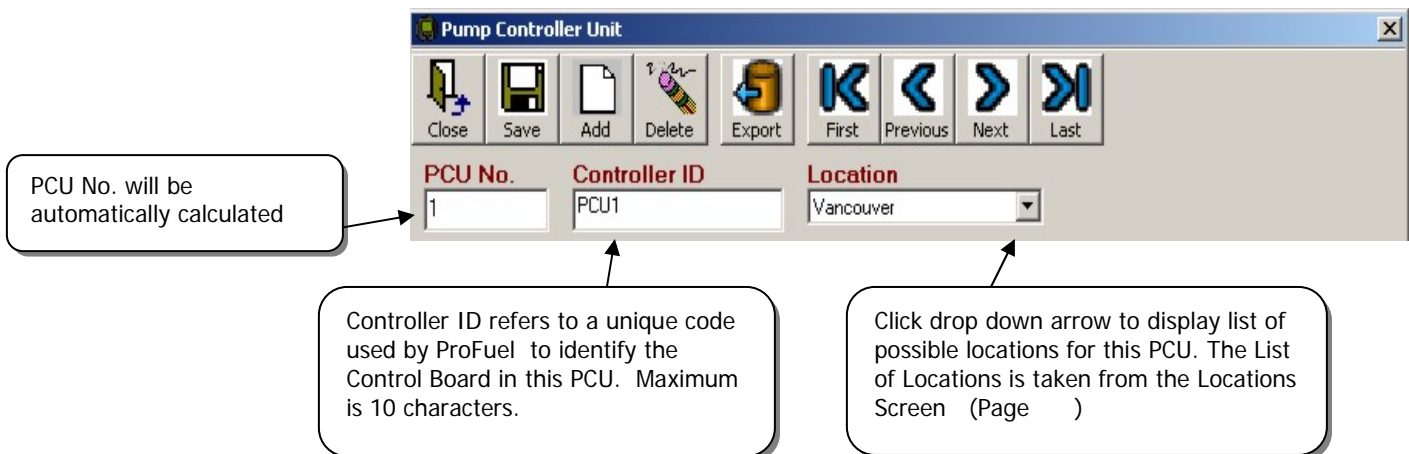 Pump Controller Unit
Close Save Add Delete Export First Previous Next Last
PCU No. Controller ID Location
1 PCU1 Vancouver
PCU No. will be
automatically calculated
Controller ID refers to a unique code
used by ProFuel to identify the
Control Board in this PCU. Maximum
is 10 characters.
Click drop down arrow to display list of
possible locations for this PCU. The List
of Locations is taken from the Locations
Screen (Page )